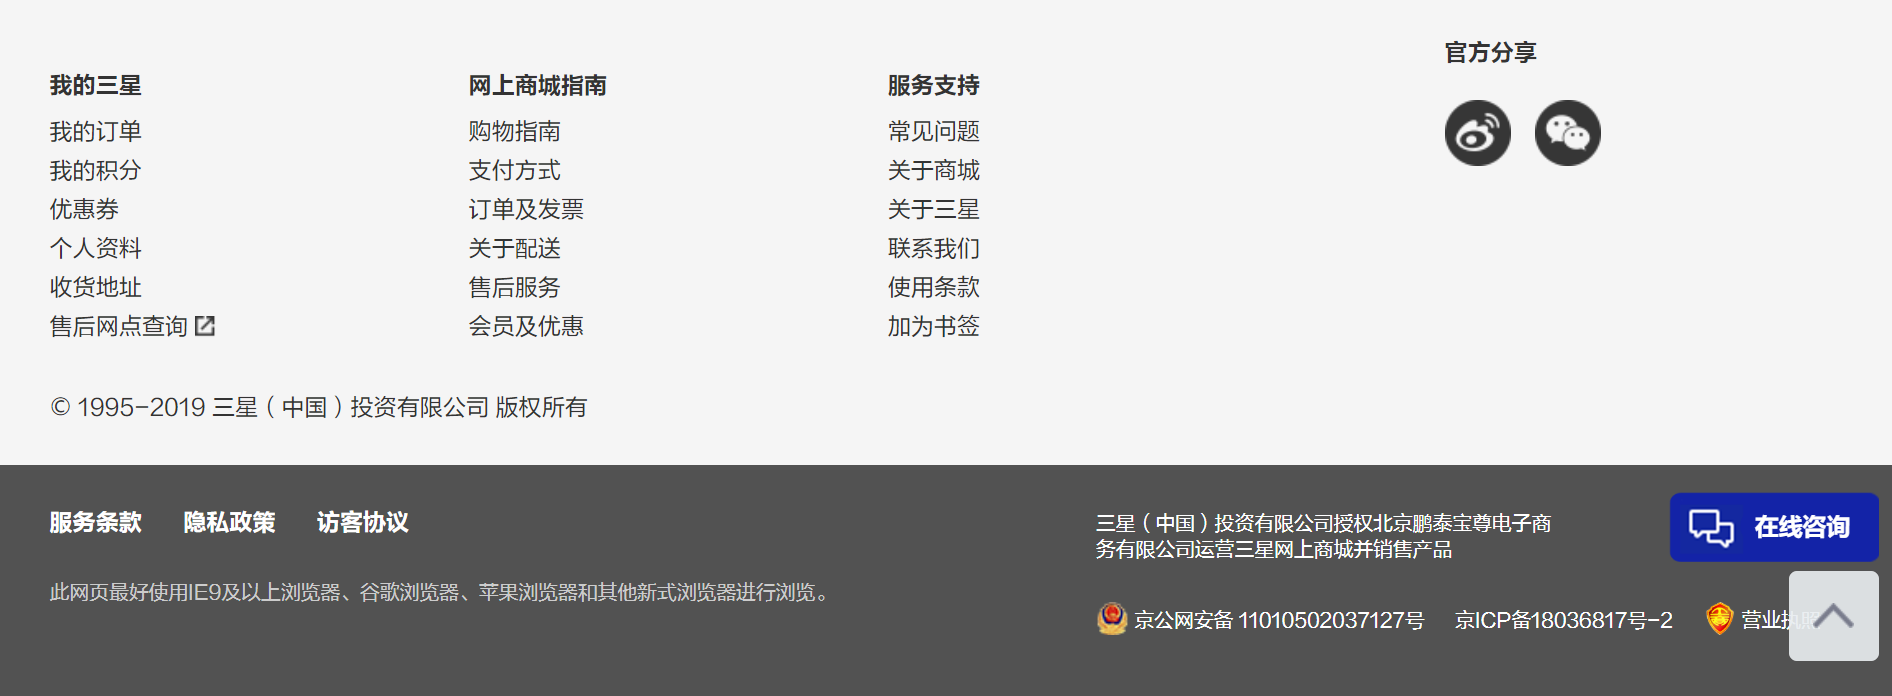 我的三星
我的订单
我的积分
优惠券
个人资料
收货地址
售后网点查询
网上商城指南
购物指南
支付方式
订单及发票
关于配送
售后服务
会员及优惠
服务支持
常见问题
关于商城
关于三星
联系我们
使用条款
加为书签
官方分享
© 1995-2019 三星（中国）投资有限公司 版权所有
服务条款 隐私政策 访客协议
此网页最好使用IE9及以上浏览器、谷歌浏览器、苹果浏览器和其他新式浏览器进行浏览。
三星（中国）投资有限公司授权北京鹏泰宝尊电子商
务有限公司运营三星网上商城并销售产品
京公网安备 11010502037127号 京ICP备18036817号-2 营业执照
在线咨询